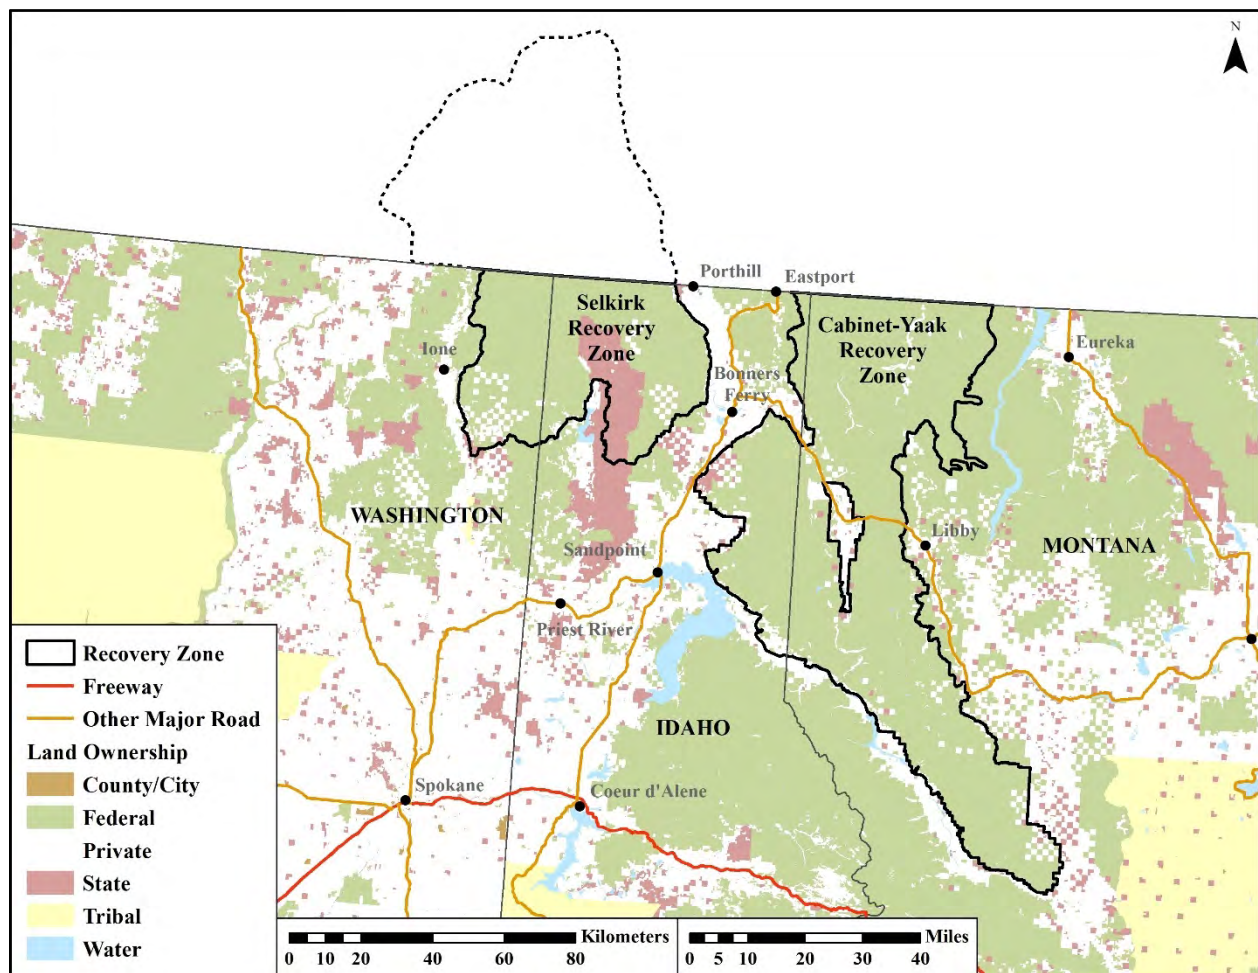 N
Porthill
Eastport
Selkirk
Recovery
Zone
Cabinet-Yaak
Recovery
Zone
Ione
Eureka
Bonners
Ferry
WASHINGTON
Libby
MONTANA
Sandpoint
Priest River
IDAHO
Spokane
Coeur d'Alene
Recovery Zone
Freeway
Other Major Road
Land Ownership
County/City
Federal
Private
State
Tribal
Water
Kilometers
0 10 20 40 60 80
Miles
0 5 10 20 30 40